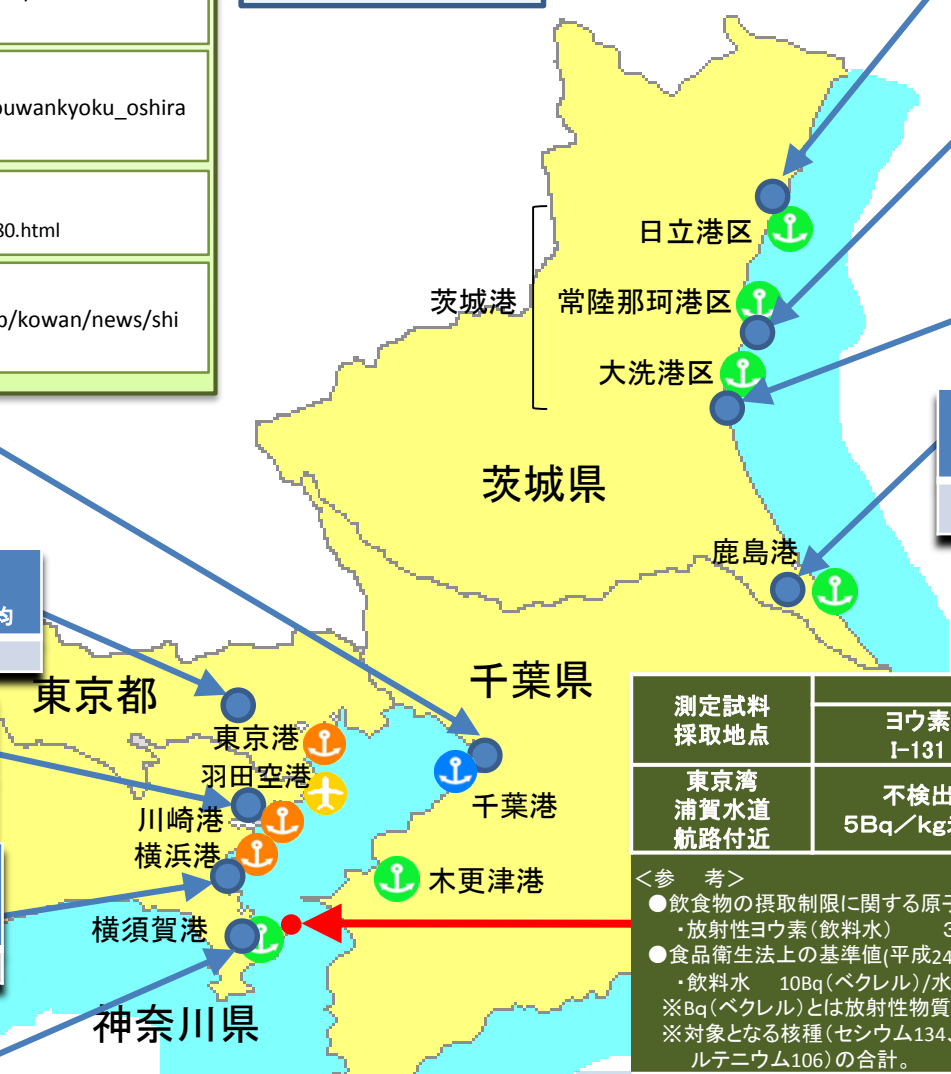 ouwankyoku_oshira
80.html
/kowan/news/shi
日立港区
茨城港
常陸那珂港区
大洗港区
茨城県
鹿島港
均
東京都
千葉県
東京港
羽田空港
川崎港
千葉港
横浜港
木更津港
横須賀港
神奈川県
測定試料
採取地点
ヨウ素
I-131
東京湾
浦賀水道
航路付近
不検出
5Bq/kg
<参 考>
●飲食物の摂取制限に関する原子
・放射性ヨウ素(飲料水) 3
●食品衛生法上の基準値(平成24
・飲料水 10Bq(ベクレル)/水
※Bq(ベクレル)とは放射性物質
※対象となる核種(セシウム134、
ルテニウム106)の合計。